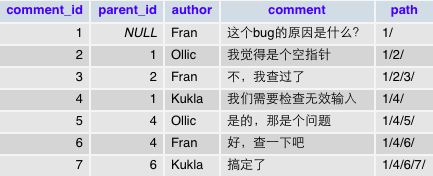 comment_id parent_id author comment path
1 NULL Fran 这个bug的原因是什么? 1/
2 1 Ollic 我觉得是个空指针 1/2/
3 2 Fran 不，我查过了 1/2/3/
4 1 Kukla 我们需要检查无效输入 1/4/
5 4 Ollic 是的，那是个问题 1/4/5/
6 4 Fran 好，查一下吧 1/4/6/
7 6 Kukla 搞定了 1/4/6/7/